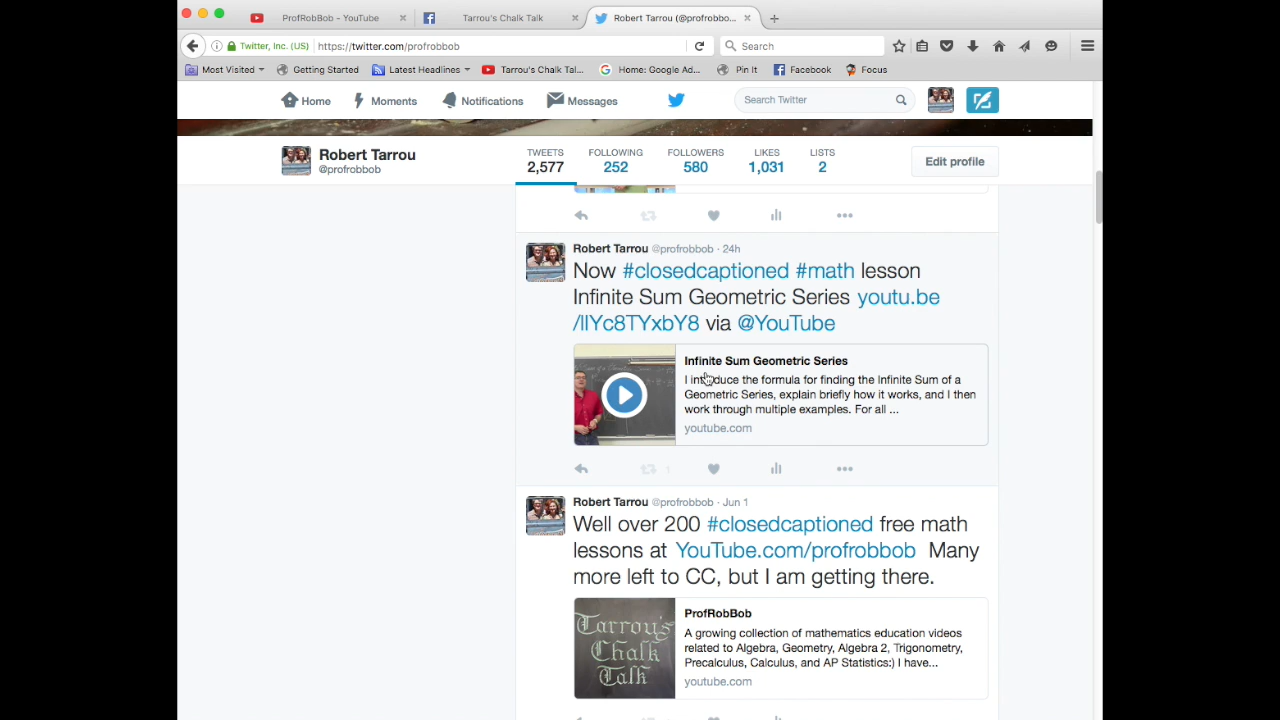 ProfRobBob - YouTube
Tarrou's Chalk Talk
Robert Tarrou (@profrobbo...
Twitter, Inc. (US)
https://twitter.com/profrobbob
Search
Most Visited
Getting Started
Latest Headlines
Tarrou's Chalk Tal...
Home: Google Ad...
Pin It
Facebook
Focus
Home
Moments
Notifications
Messages
Search Twitter
Robert Tarrou
@profrobbob
TWEETS
2,577
FOLLOWING
252
FOLLOWERS
580
LIKES
1,031
LISTS
2
Edit profile
Robert Tarrou @profrobbob · 24h
Now #closedcaptioned #math lesson
Infinite Sum Geometric Series youtu.be
/lIYc8TYxbY8 via @YouTube
Infinite Sum Geometric Series
I introduce the formula for finding the Infinite Sum of a
Geometric Series, explain briefly how it works, and I then
work through multiple examples. For all ...
youtube.com
1
Robert Tarrou @profrobbob · Jun 1
Well over 200 #closedcaptioned free math
lessons at YouTube.com/profrobbob Many
more left to CC, but I am getting there.
Tarrou's
Chalk
Talk
ProfRobBob
A growing collection of mathematics education videos
related to Algebra, Geometry, Algebra 2, Trigonometry,
Precalculus, Calculus, and AP Statistics:) I have...
youtube.com